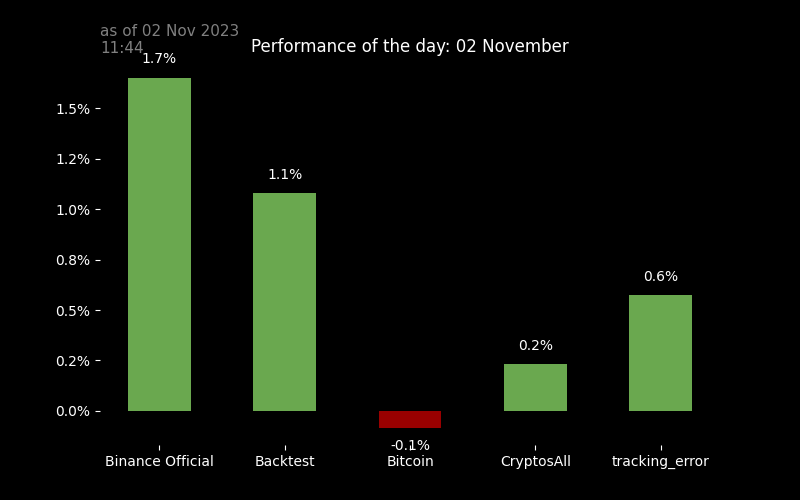 as of 02 Nov 2023
11:44
Performance of the day: 02 November
1.7%
1.5%
1.2%
1.1%
1.0%
0.8%
0.6%
0.5%
0.2%
0.2%
0.0%
-0.1%
Binance Official
Backtest
Bitcoin
CryptosAll
tracking_error